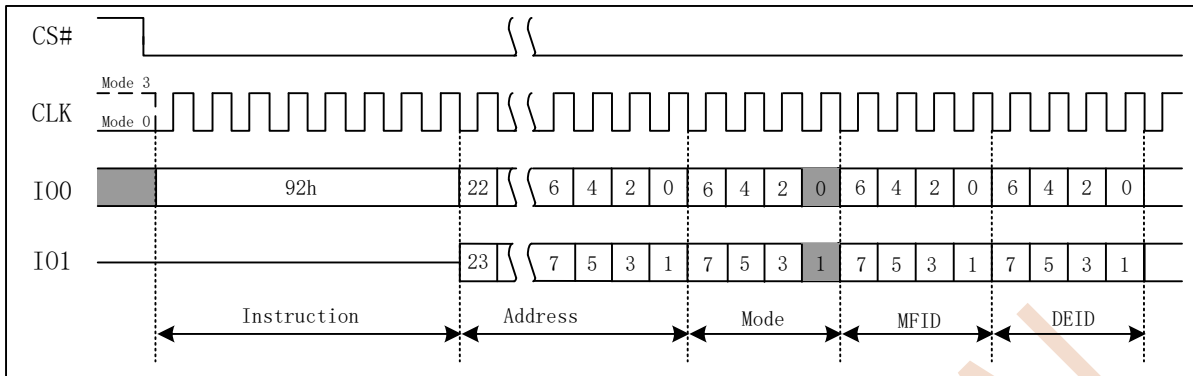 CS#
Mode 3
CLK
Mode 0
IO0 92h 22 6 4 2 0 6 4 2 0 6 4 2 0 6 4 2 0
IO1 23 7 5 3 1 7 5 3 1 7 5 3 1 7 5 3 1
Instruction Address Mode MFID DEID